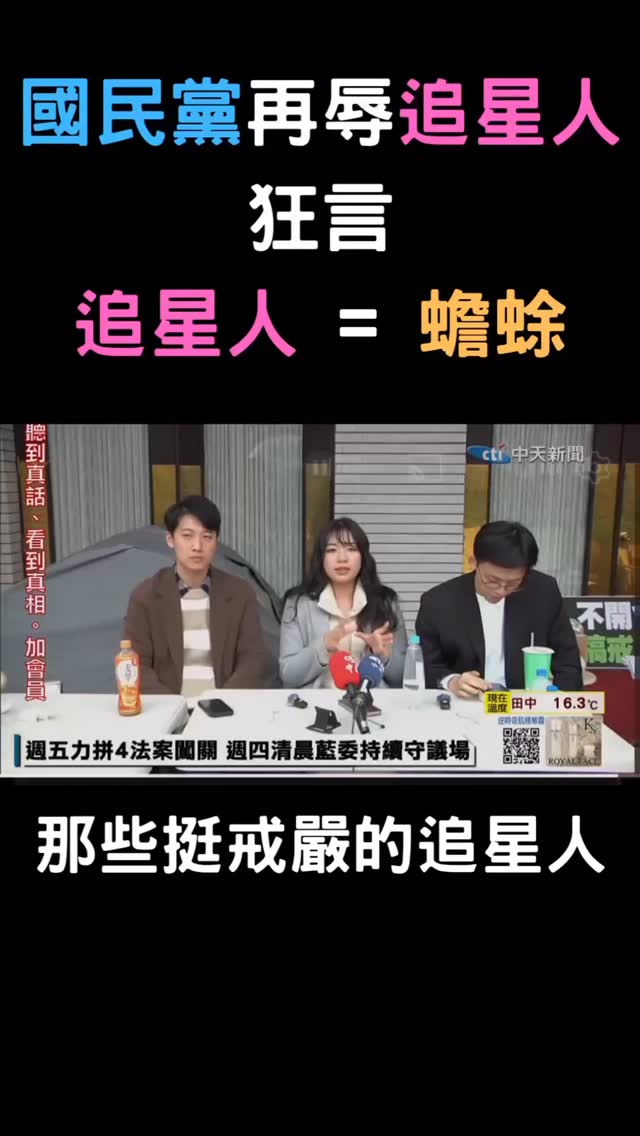 國民黨再辱追星人
狂言
追星人 = 蟾蜍
聽到真話、看到真相。加會員
cti 中天新聞
不開
搞戒
現在溫度 田中 16.3℃
週五力拼4法案闖關 週四清晨藍委持續守議場
ROYAL FACE
那些挺戒嚴的追星人